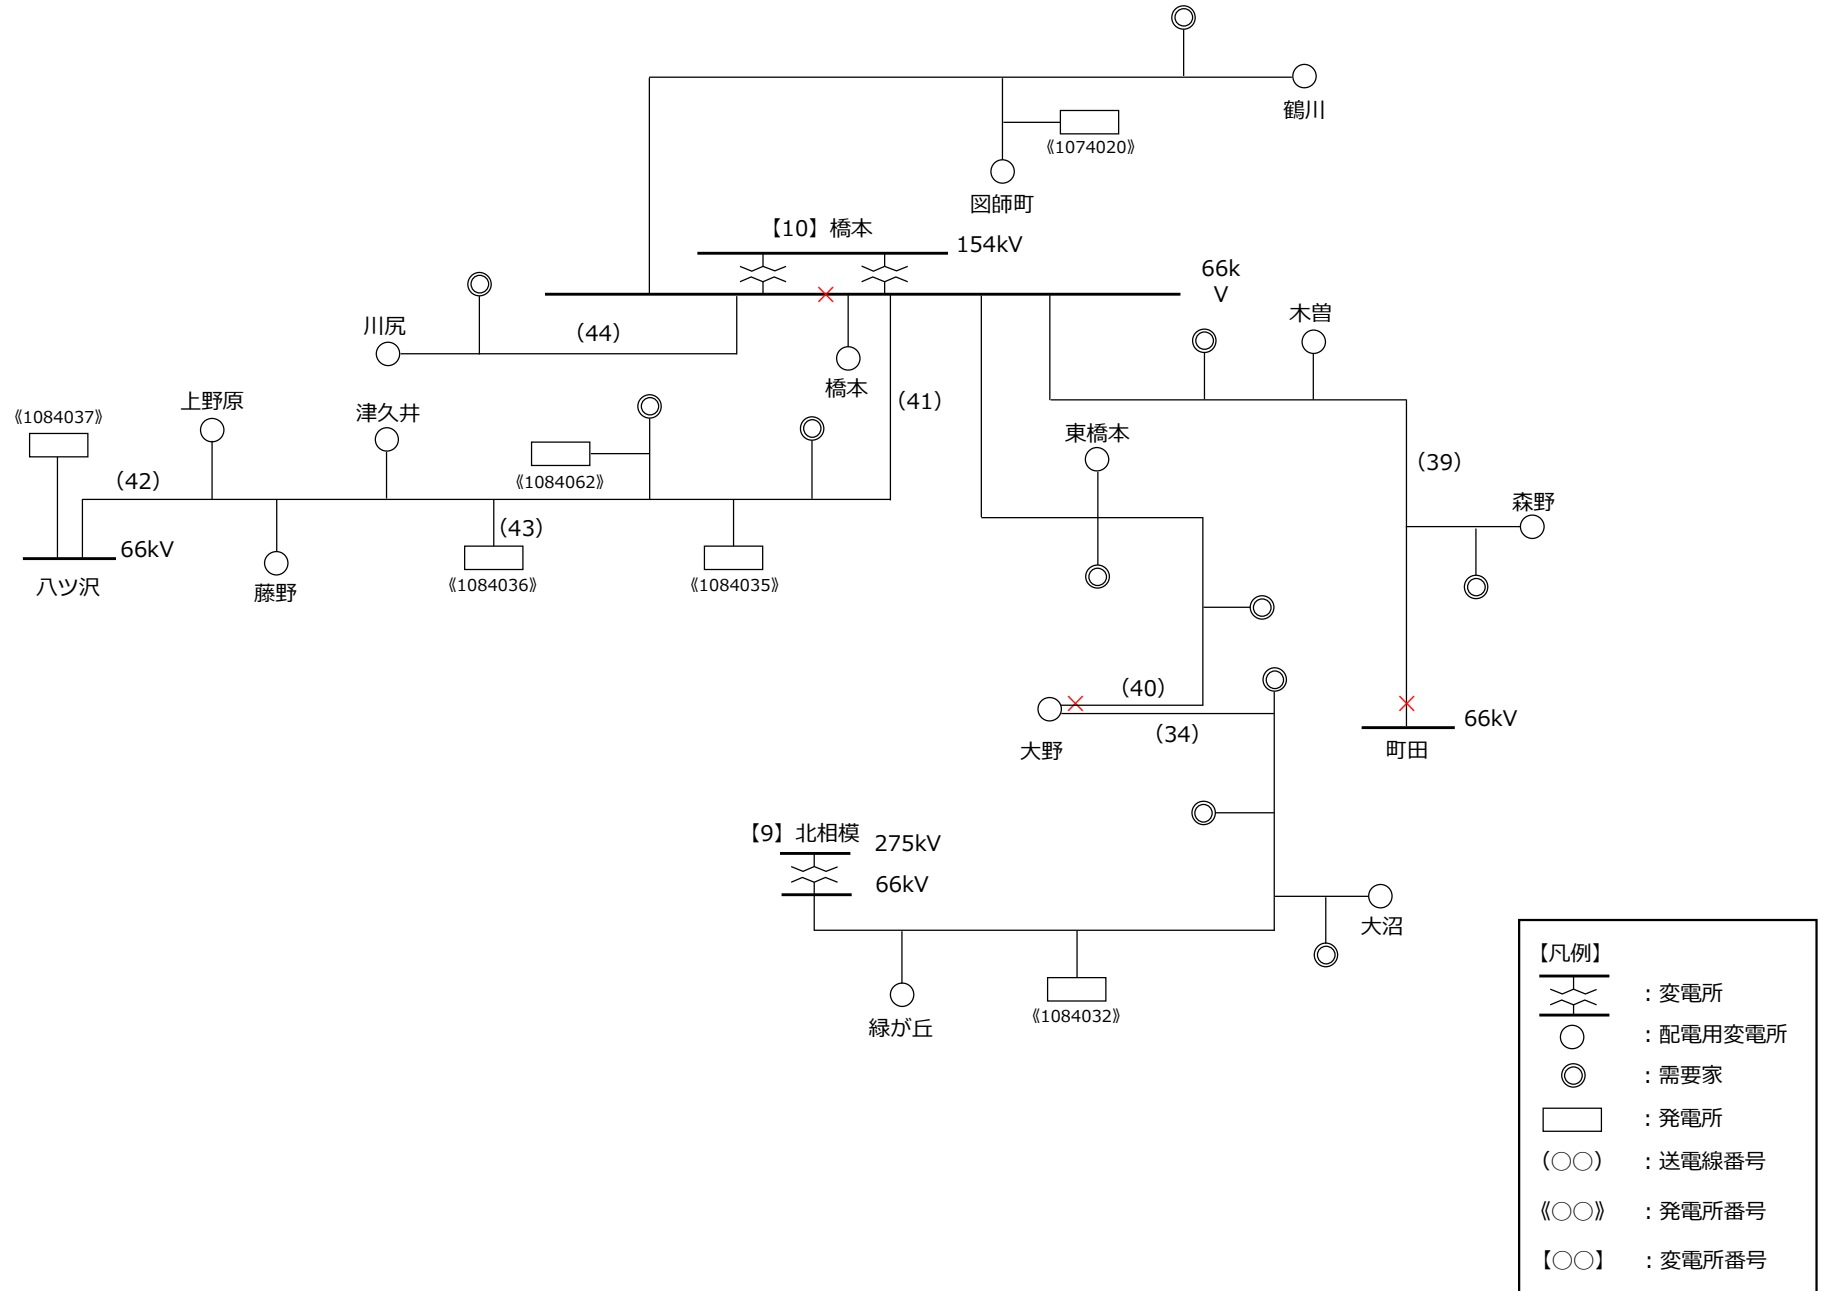 鶴川
《1074020》
図師町
【10】橋本
154kV
66k
V
川尻
（44）
木曽
橋本
（41）
上野原
《1084037》
津久井
東橋本
（39）
（42）
《1084062》
森野
（43）
66kV
八ツ沢
藤野
《1084036》
《1084035》
（40）
（34）
66kV
大野
町田
【9】北相模
275kV
66kV
大沼
緑が丘
《1084032》
【凡例】
：変電所
：配電用変電所
：需要家
：発電所
（○○）
：送電線番号
《○○》
：発電所番号
【○○】
：変電所番号